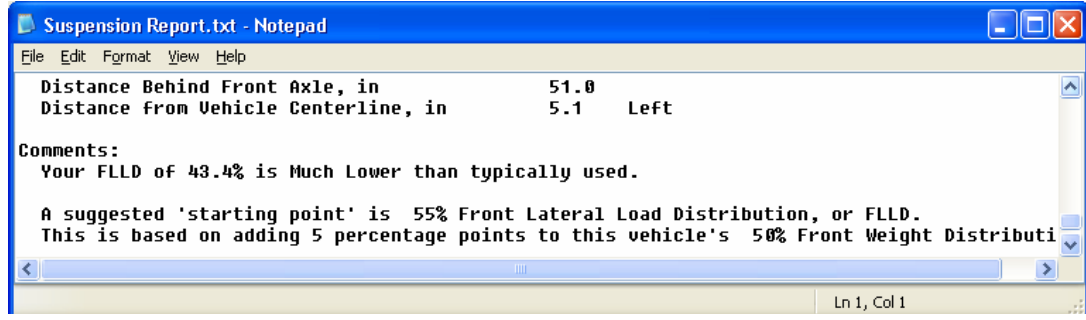 Suspension Report.txt - Notepad
File Edit Format View Help
Distance Behind Front Axle, in 51.0
Distance from Vehicle Centerline, in 5.1 Left
Comments:
Your FLLD of 43.4% is Much Lower than typically used.
A suggested 'starting point' is 55% Front Lateral Load Distribution, or FLLD.
This is based on adding 5 percentage points to this vehicle's 50% Front Weight Distributi
Ln 1, Col 1